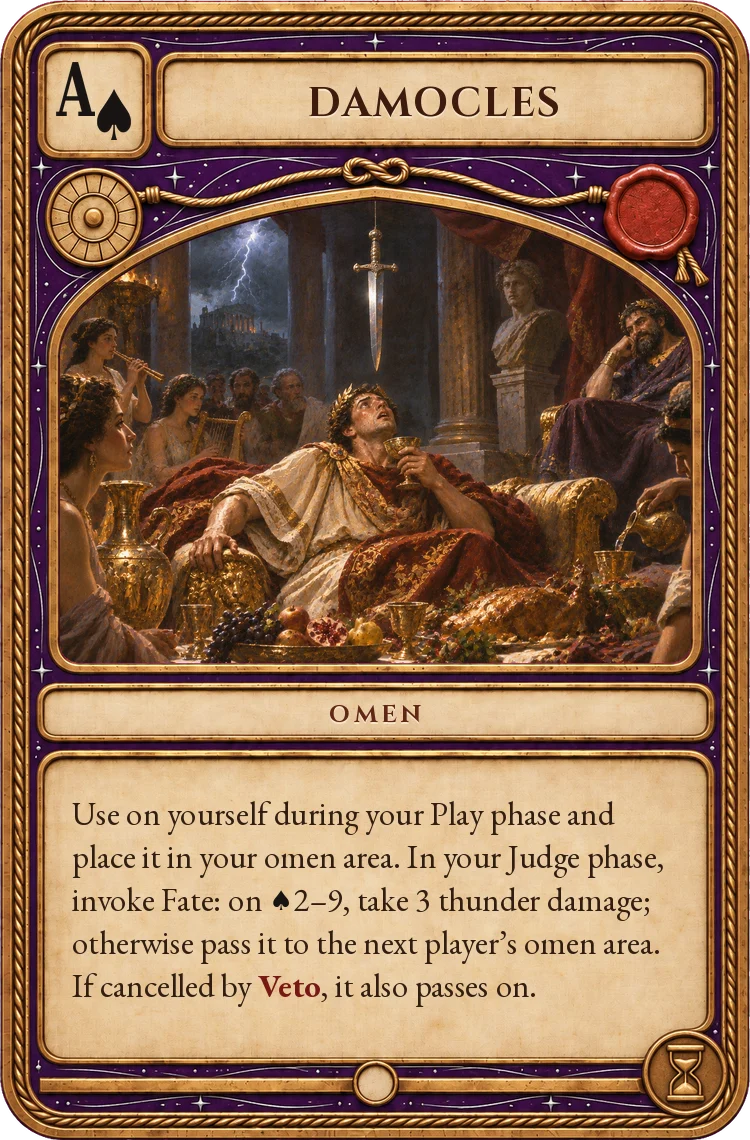 A♠
DAMOCLES
OMEN
Use on yourself during your Play phase and
place it in your omen area. In your Judge phase,
invoke Fate: on ♠2–9, take 3 thunder damage;
otherwise pass it to the next player’s omen area.
If cancelled by Veto, it also passes on.